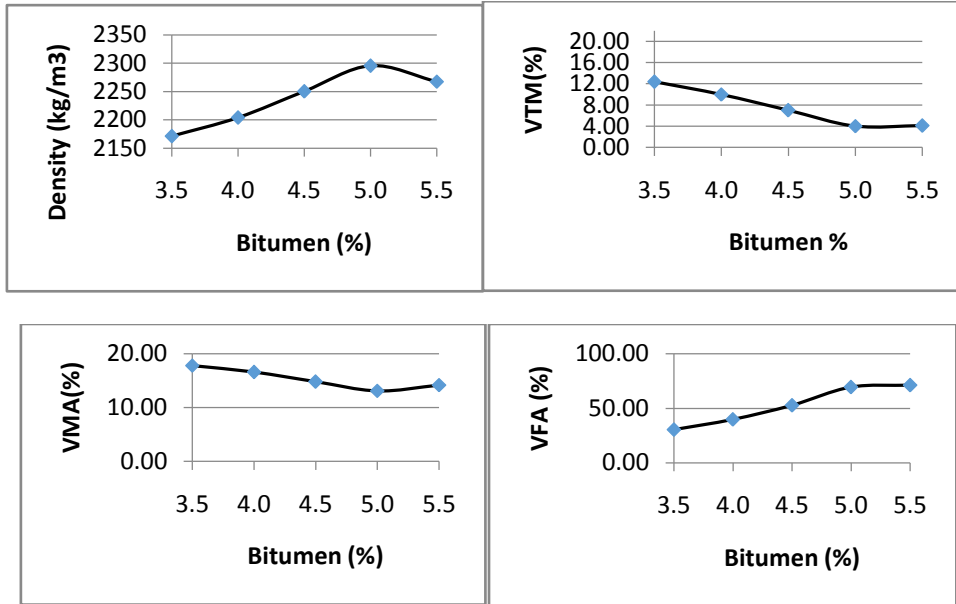 Density (kg/m3)
2350
2300
2250
2200
2150
3.5 4.0 4.5 5.0 5.5
Bitumen (%)
VTM(%)
20.00
16.00
12.00
8.00
4.00
0.00
3.5 4.0 4.5 5.0 5.5
Bitumen %
VMA(%)
20.00
10.00
0.00
3.5 4.0 4.5 5.0 5.5
Bitumen (%)
VFA (%)
100.00
50.00
0.00
3.5 4.0 4.5 5.0 5.5
Bitumen (%)